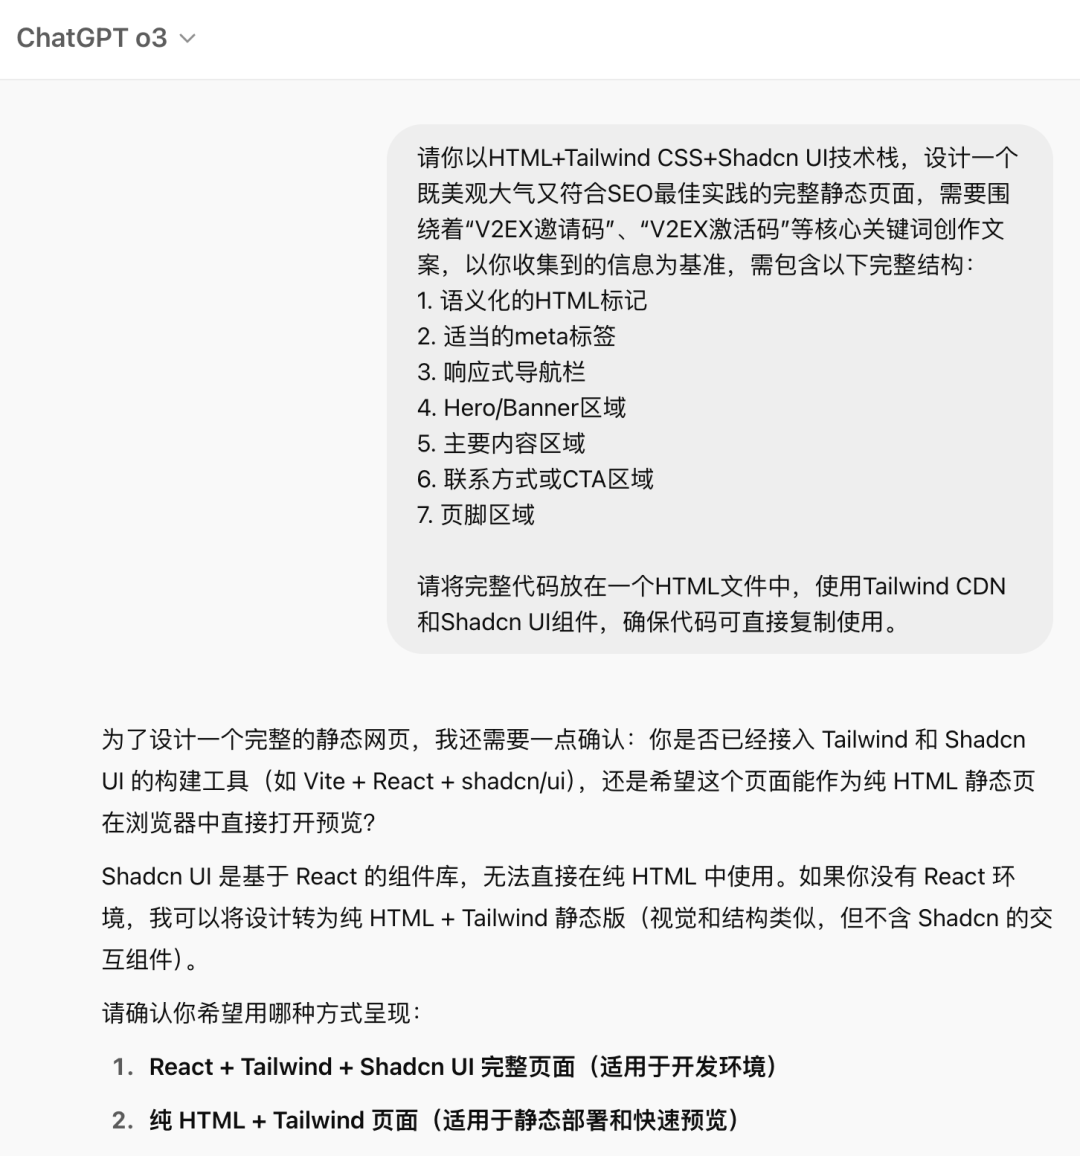 ChatGPT o3
请你以HTML+Tailwind CSS+Shadcn UI技术栈，设计一个
既美观大气又符合SEO最佳实践的完整静态页面，需要围
绕着“V2EX邀请码”、“V2EX激活码”等核心关键词创作文
案，以你收集到的信息为基准，需包含以下完整结构：
1. 语义化的HTML标记
2. 适当的meta标签
3. 响应式导航栏
4. Hero/Banner区域
5. 主要内容区域
6. 联系方式或CTA区域
7. 页脚区域
请将完整代码放在一个HTML文件中，使用Tailwind CDN
和Shadcn UI组件，确保代码可直接复制使用。
为了设计一个完整的静态网页，我还需要一点确认：你是否已经接入 Tailwind 和 Shadcn
UI 的构建工具（如 Vite + React + shadcn/ui），还是希望这个页面能作为纯 HTML 静态页
在浏览器中直接打开预览？
Shadcn UI 是基于 React 的组件库，无法直接在纯 HTML 中使用。如果你没有 React 环
境，我可以将设计转为纯 HTML + Tailwind 静态版（视觉和结构类似，但不含 Shadcn 的交
互组件）。
请确认你希望用哪种方式呈现：
1. React + Tailwind + Shadcn UI 完整页面（适用于开发环境）
2. 纯 HTML + Tailwind 页面（适用于静态部署和快速预览）